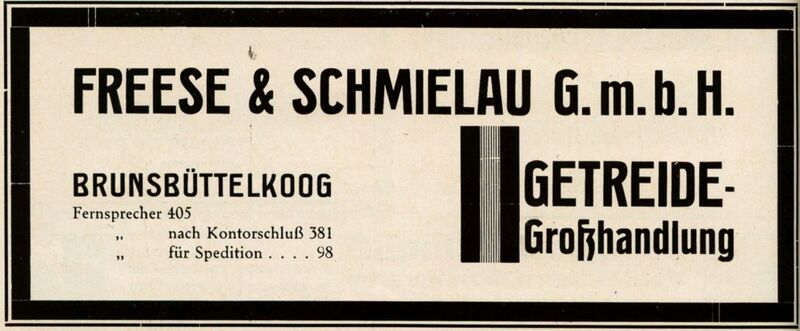 FREESE & SCHMIELAU G. m. b. H.
BRUNSBÜTTELKOOG
Fernsprecher 405
„ nach Kontorschluß 381
„ für Spedition . . . . 98
GETREIDE-
Großhandlung